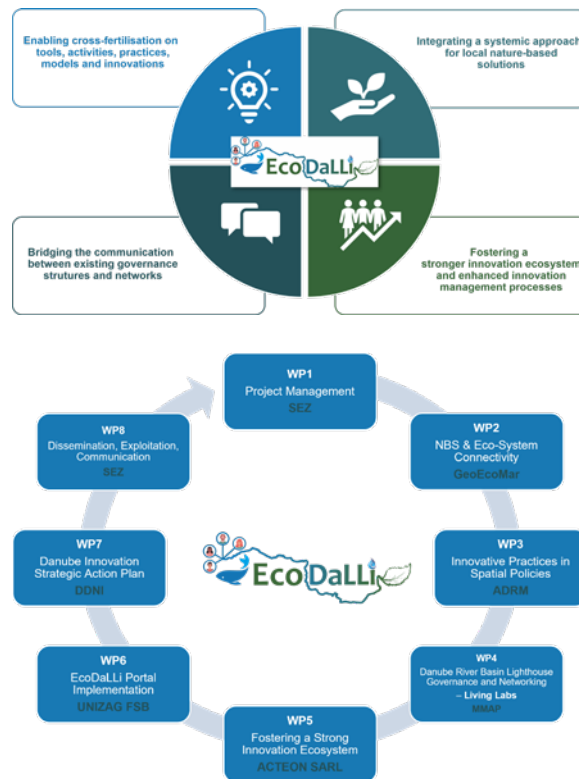 Enabling cross-fertilisation on
tools, activities, practices,
models and innovations
Integrating a systemic approach
for local nature-based
solutions
EcoDaLLi
Bridging the communication
between existing governance
strutures and networks
Fostering a
stronger innovation ecosystem
and enhanced innovation
management processes
WP1
Project Management
SEZ
WP2
NBS & Eco-System
Connectivity
GeoEcoMar
WP3
Innovative Practices in
Spatial Policies
ADRM
WP4
Danube River Basin Lighthouse
Governance and Networking
– Living Labs
MMAP
WP5
Fostering a Strong
Innovation Ecosystem
ACTEON SARL
WP6
EcoDaLLi Portal
Implementation
UNIZAG FSB
WP7
Danube Innovation
Strategic Action Plan
DDNI
WP8
Dissemination, Exploitation,
Communication
SEZ
EcoDaLLi